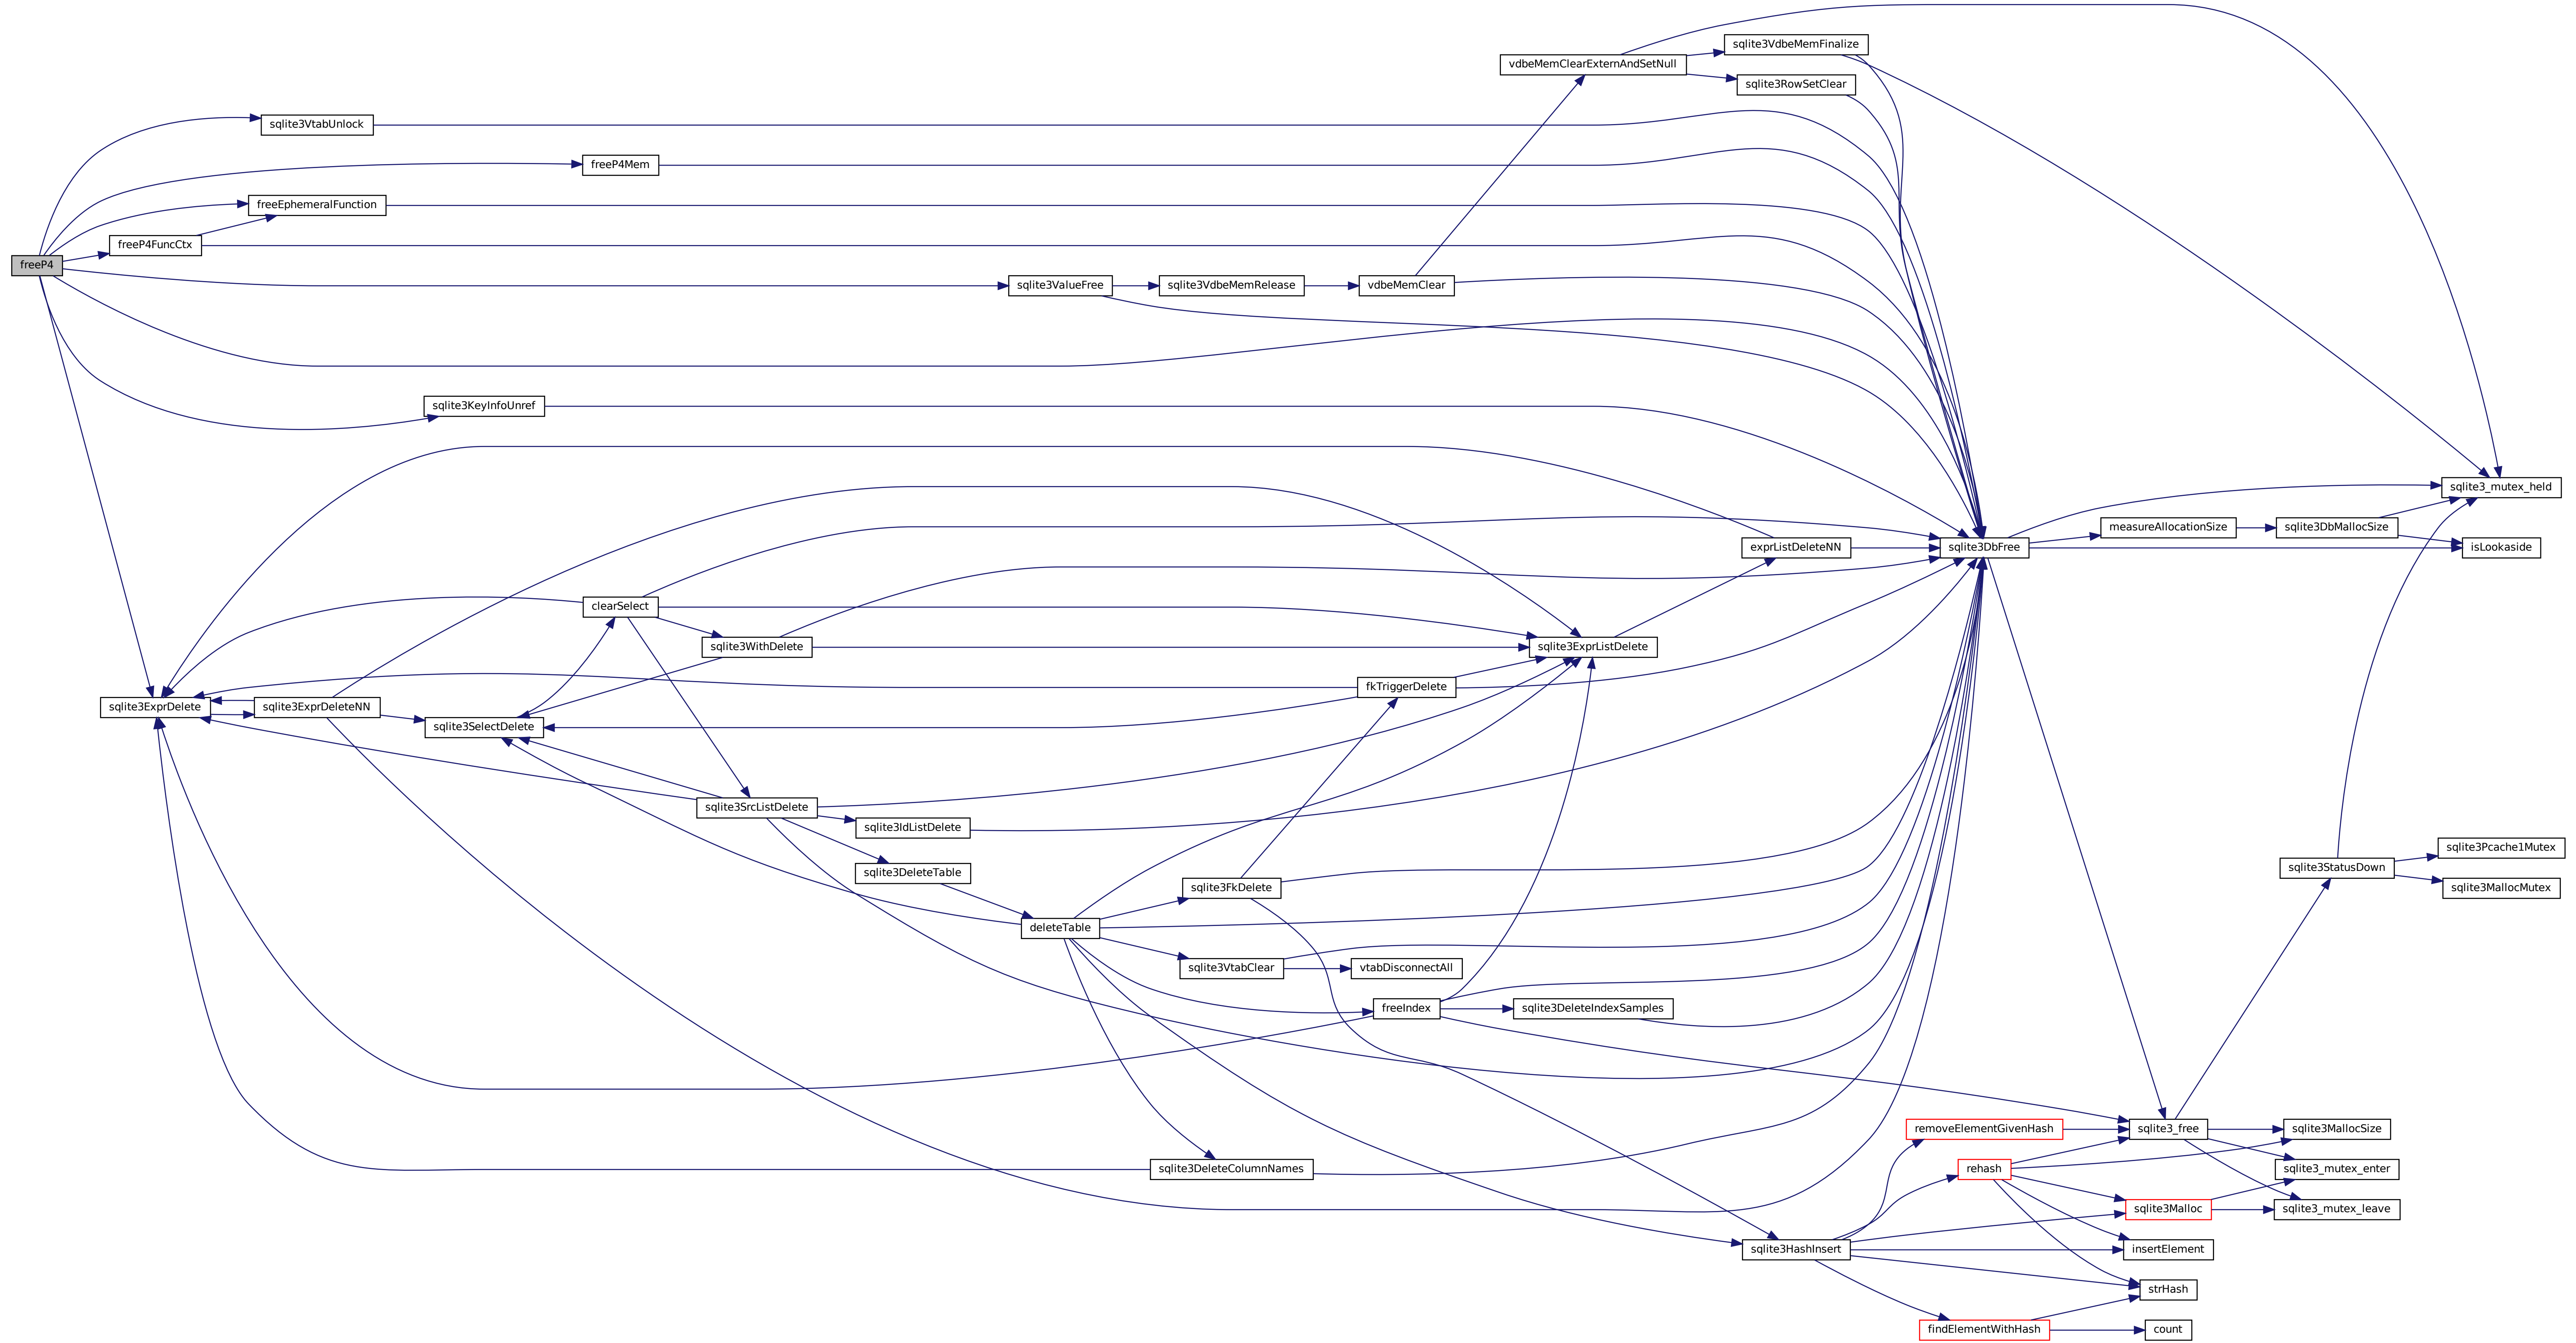 vdbeMemClearExternAndSetNull
sqlite3VdbeMemFinalize
sqlite3RowSetClear
sqlite3VtabUnlock
freeP4Mem
freeEphemeralFunction
freeP4FuncCtx
freeP4
sqlite3ValueFree
sqlite3VdbeMemRelease
vdbeMemClear
sqlite3KeyInfoUnref
sqlite3_mutex_held
measureAllocationSize
sqlite3DbMallocSize
exprListDeleteNN
sqlite3DbFree
isLookaside
clearSelect
sqlite3WithDelete
sqlite3ExprListDelete
fkTriggerDelete
sqlite3ExprDelete
sqlite3ExprDeleteNN
sqlite3SelectDelete
sqlite3SrcListDelete
sqlite3IdListDelete
sqlite3Pcache1Mutex
sqlite3StatusDown
sqlite3DeleteTable
sqlite3FkDelete
sqlite3MallocMutex
deleteTable
sqlite3VtabClear
vtabDisconnectAll
freeIndex
sqlite3DeleteIndexSamples
removeElementGivenHash
sqlite3_free
sqlite3MallocSize
sqlite3DeleteColumnNames
rehash
sqlite3_mutex_enter
sqlite3Malloc
sqlite3_mutex_leave
sqlite3HashInsert
insertElement
strHash
findElementWithHash
count